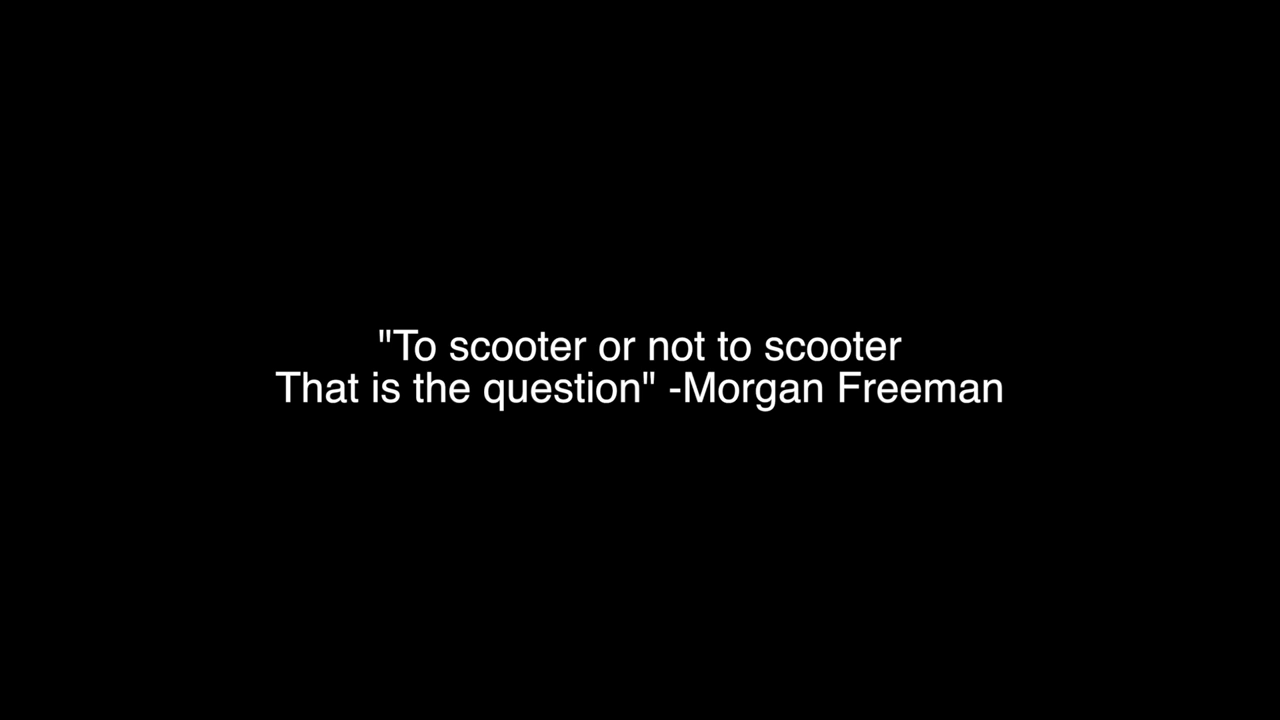 "To scooter or not to scooter
That is the question" -Morgan Freeman